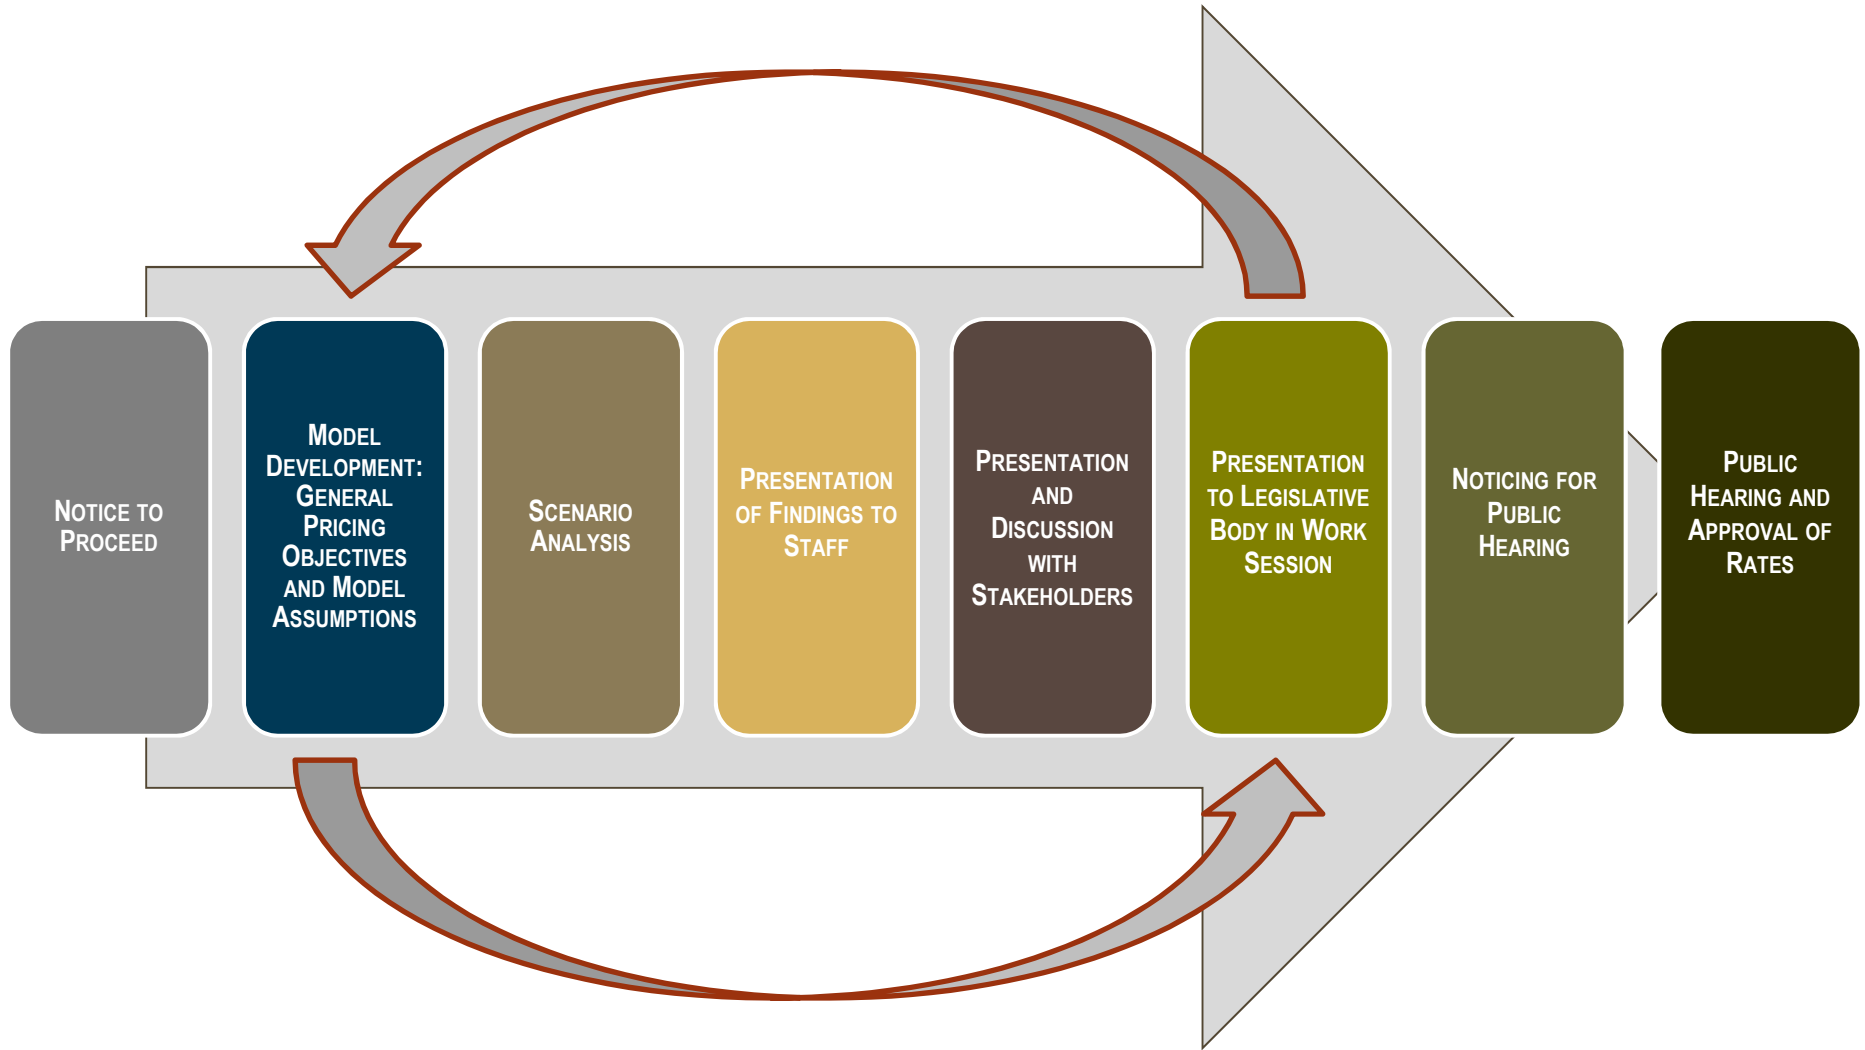 Notice to
Proceed
Model
Development:
General
Pricing
Objectives
and Model
Assumptions
Scenario
Analysis
Presentation
of Findings to
Staff
Presentation
and
Discussion
with
Stakeholders
Presentation
to Legislative
Body in Work
Session
Noticing for
Public
Hearing
Public
Hearing and
Approval of
Rates